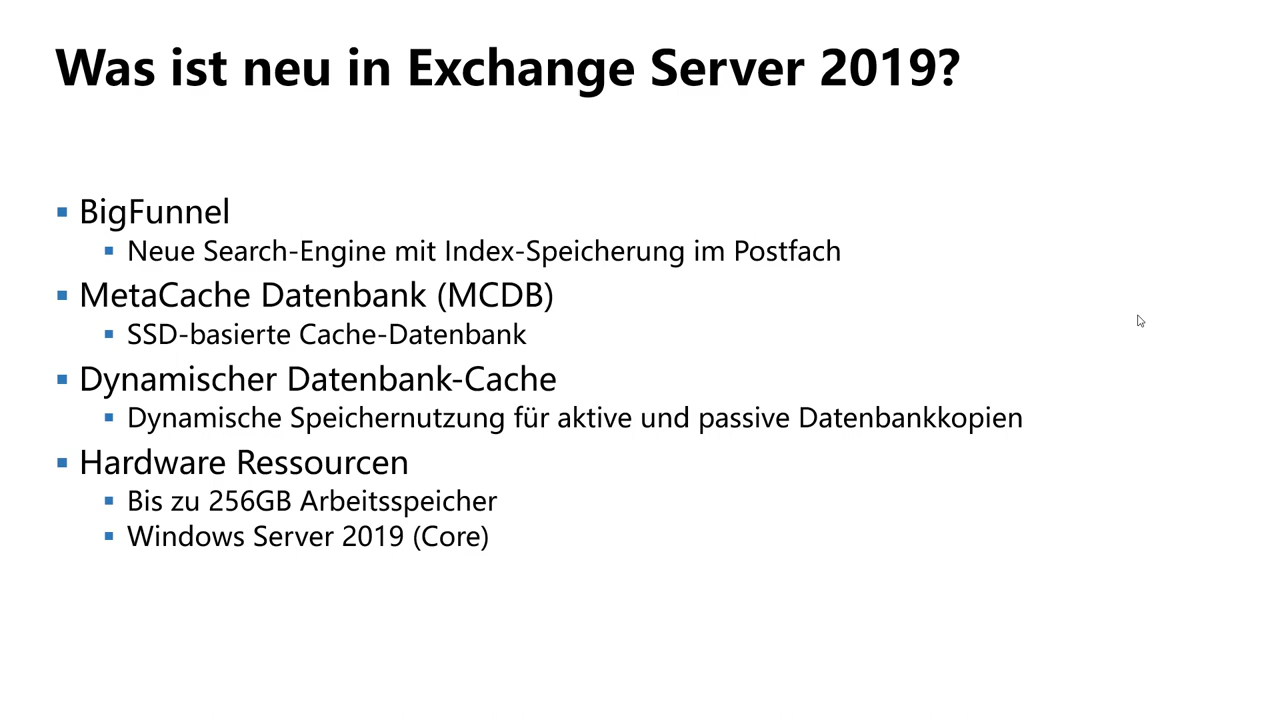 Was ist neu in Exchange Server 2019?
BigFunnel
Neue Search-Engine mit Index-Speicherung im Postfach
MetaCache Datenbank (MCDB)
SSD-basierte Cache-Datenbank
Dynamischer Datenbank-Cache
Dynamische Speichernutzung für aktive und passive Datenbankkopien
Hardware Ressourcen
Bis zu 256GB Arbeitsspeicher
Windows Server 2019 (Core)